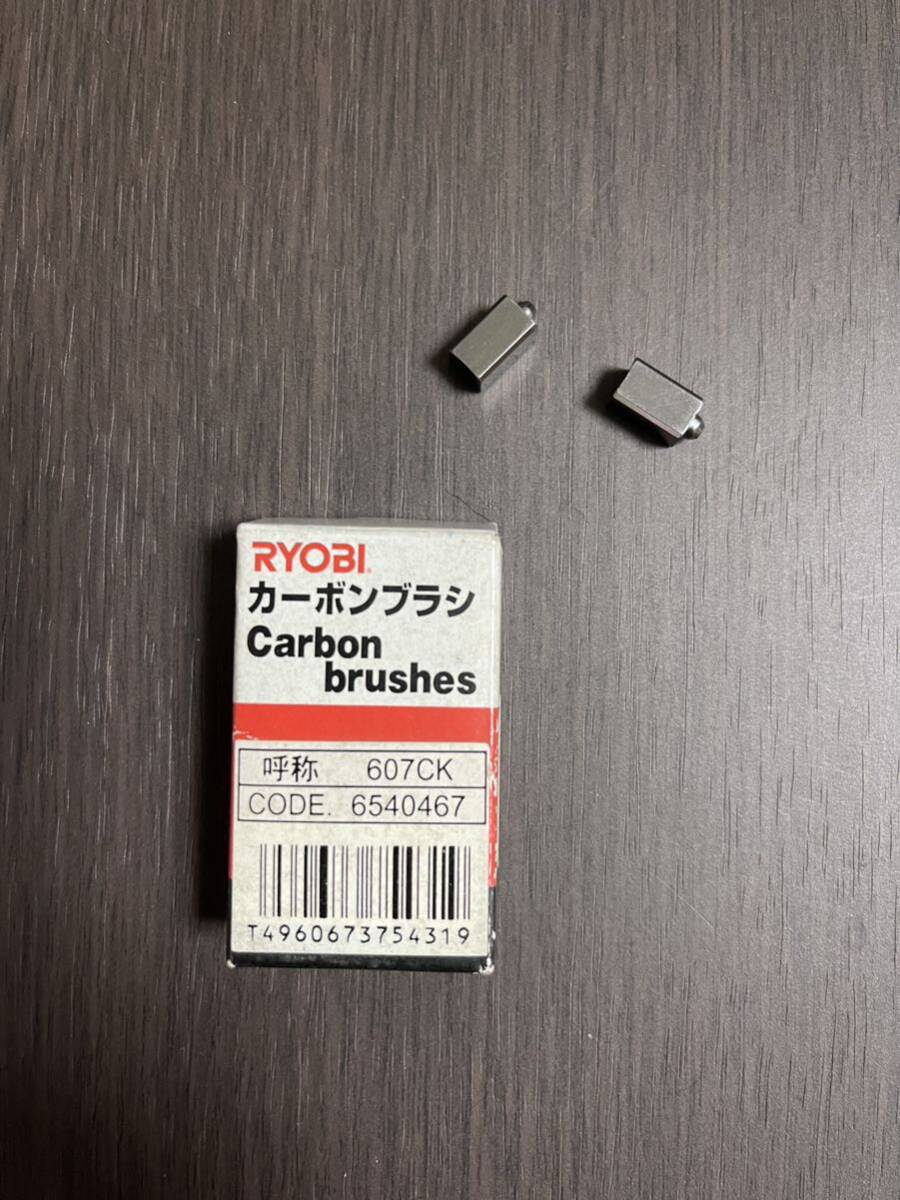 RYOBI
カーボンブラシ
Carbon
brushes
呼称 607CK
CODE. 6540467
T4960673754319